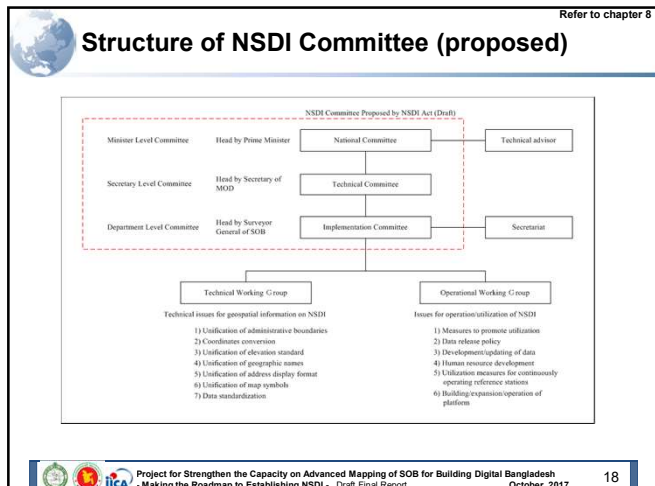 Refer to chapter 8
Structure of NSDI Committee (proposed)
NSDI Committee Proposed by NSDI Act (Draft)
Minister Level Committee
Head by Prime Minister
National Committee
Technical advisor
Secretary Level Committee
Head by Secretary of
MOD
Technical Committee
Department Level Committee
Head by Surveyor
General of SOB
Implementation Committee
Secretariat
Technical Working Group
Technical issues for geospatial information on NSDI
1) Unification of administrative boundaries
2) Coordinates conversion
3) Unification of elevation standard
4) Unification of geographic names
5) Unification of address display format
6) Unification of map symbols
7) Data standardization
Operational Working Group
Issues for operation/utilization of NSDI
1) Measures to promote utilization
2) Data release policy
3) Development/updating of data
4) Human resource development
5) Utilization measures for continuously
operating reference stations
6) Building/expansion/operation of
platform
jica
Project for Strengthen the Capacity on Advanced Mapping of SOB for Building Digital Bangladesh
- Making the Roadmap to Establishing NSDI - Draft Final Report October, 2017
18